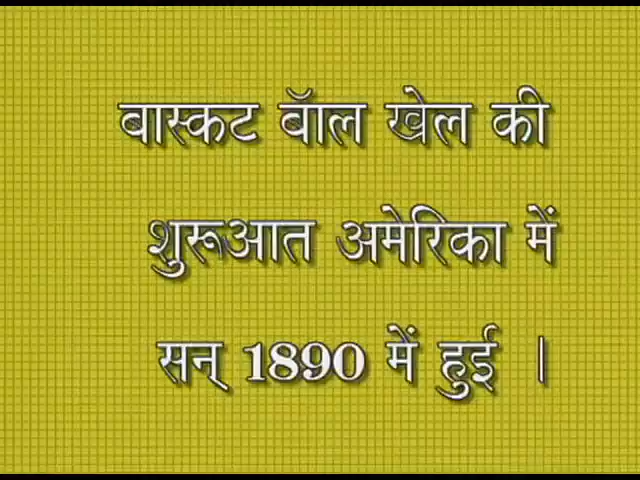 बास्कट बॉल खेल की
शुरूआत अमेरिका में
सन् 1890 में हुई ।